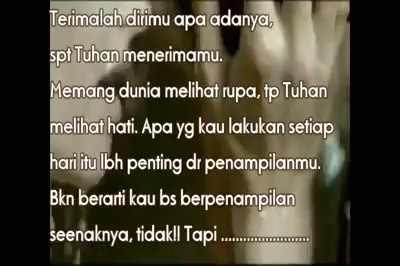 Terimalah dirimu apa adanya,
spt Tuhan menerimamu.
Memang dunia melihat rupa, tp Tuhan
melihat hati. Apa yg kau lakukan setiap
hari itu lbh penting dr penampilanmu.
Bkn berarti kau bs berpenampilan
seenaknya, tidak!! Tapi ........................